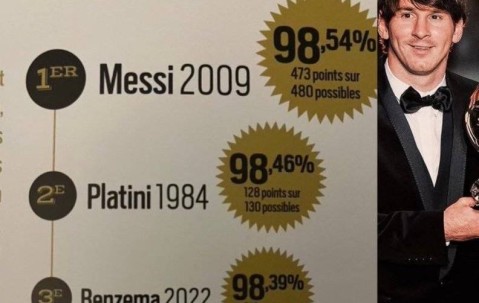 1ER
Messi 2009
98,54%
473 points sur
480 possibles
2E
Platini 1984
98,46%
128 points sur
130 possibles
3E
Benzema 2022
98,39%